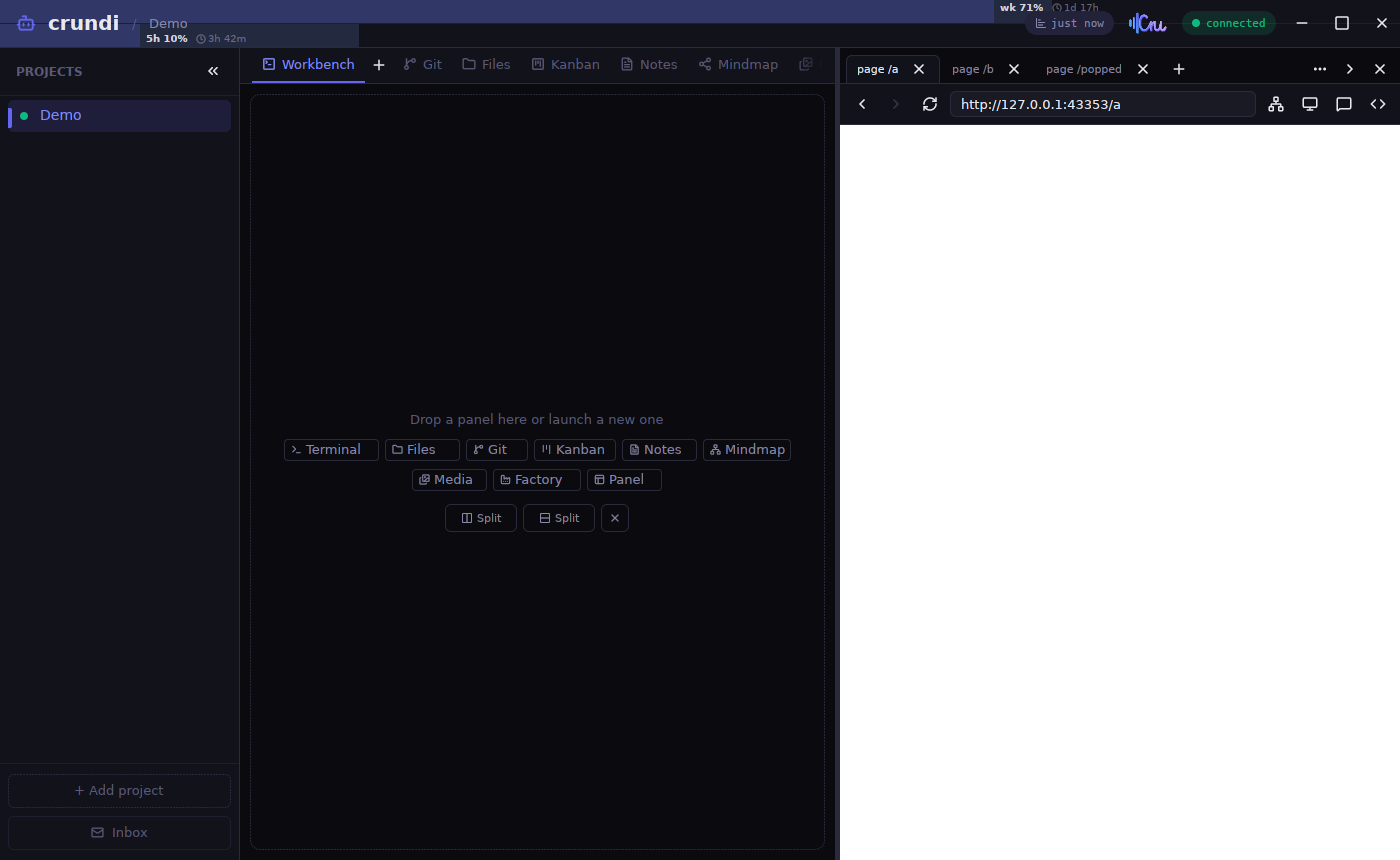 crundi / Demo
wk 71% 1d 17h
5h 10% 3h 42m
just now
Cru
connected
PROJECTS
Workbench
Git
Files
Kanban
Notes
Mindmap
page /a
page /b
page /popped
http://127.0.0.1:43353/a
Demo
Drop a panel here or launch a new one
Terminal
Files
Git
Kanban
Notes
Mindmap
Media
Factory
Panel
Split
Split
+ Add project
Inbox